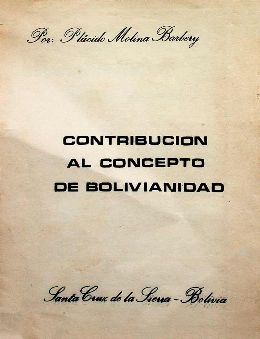 Por: Plácido Molina Barbery
CONTRIBUCION
AL CONCEPTO
DE BOLIVIANIDAD
Santa Cruz de la Sierra - Bolivia